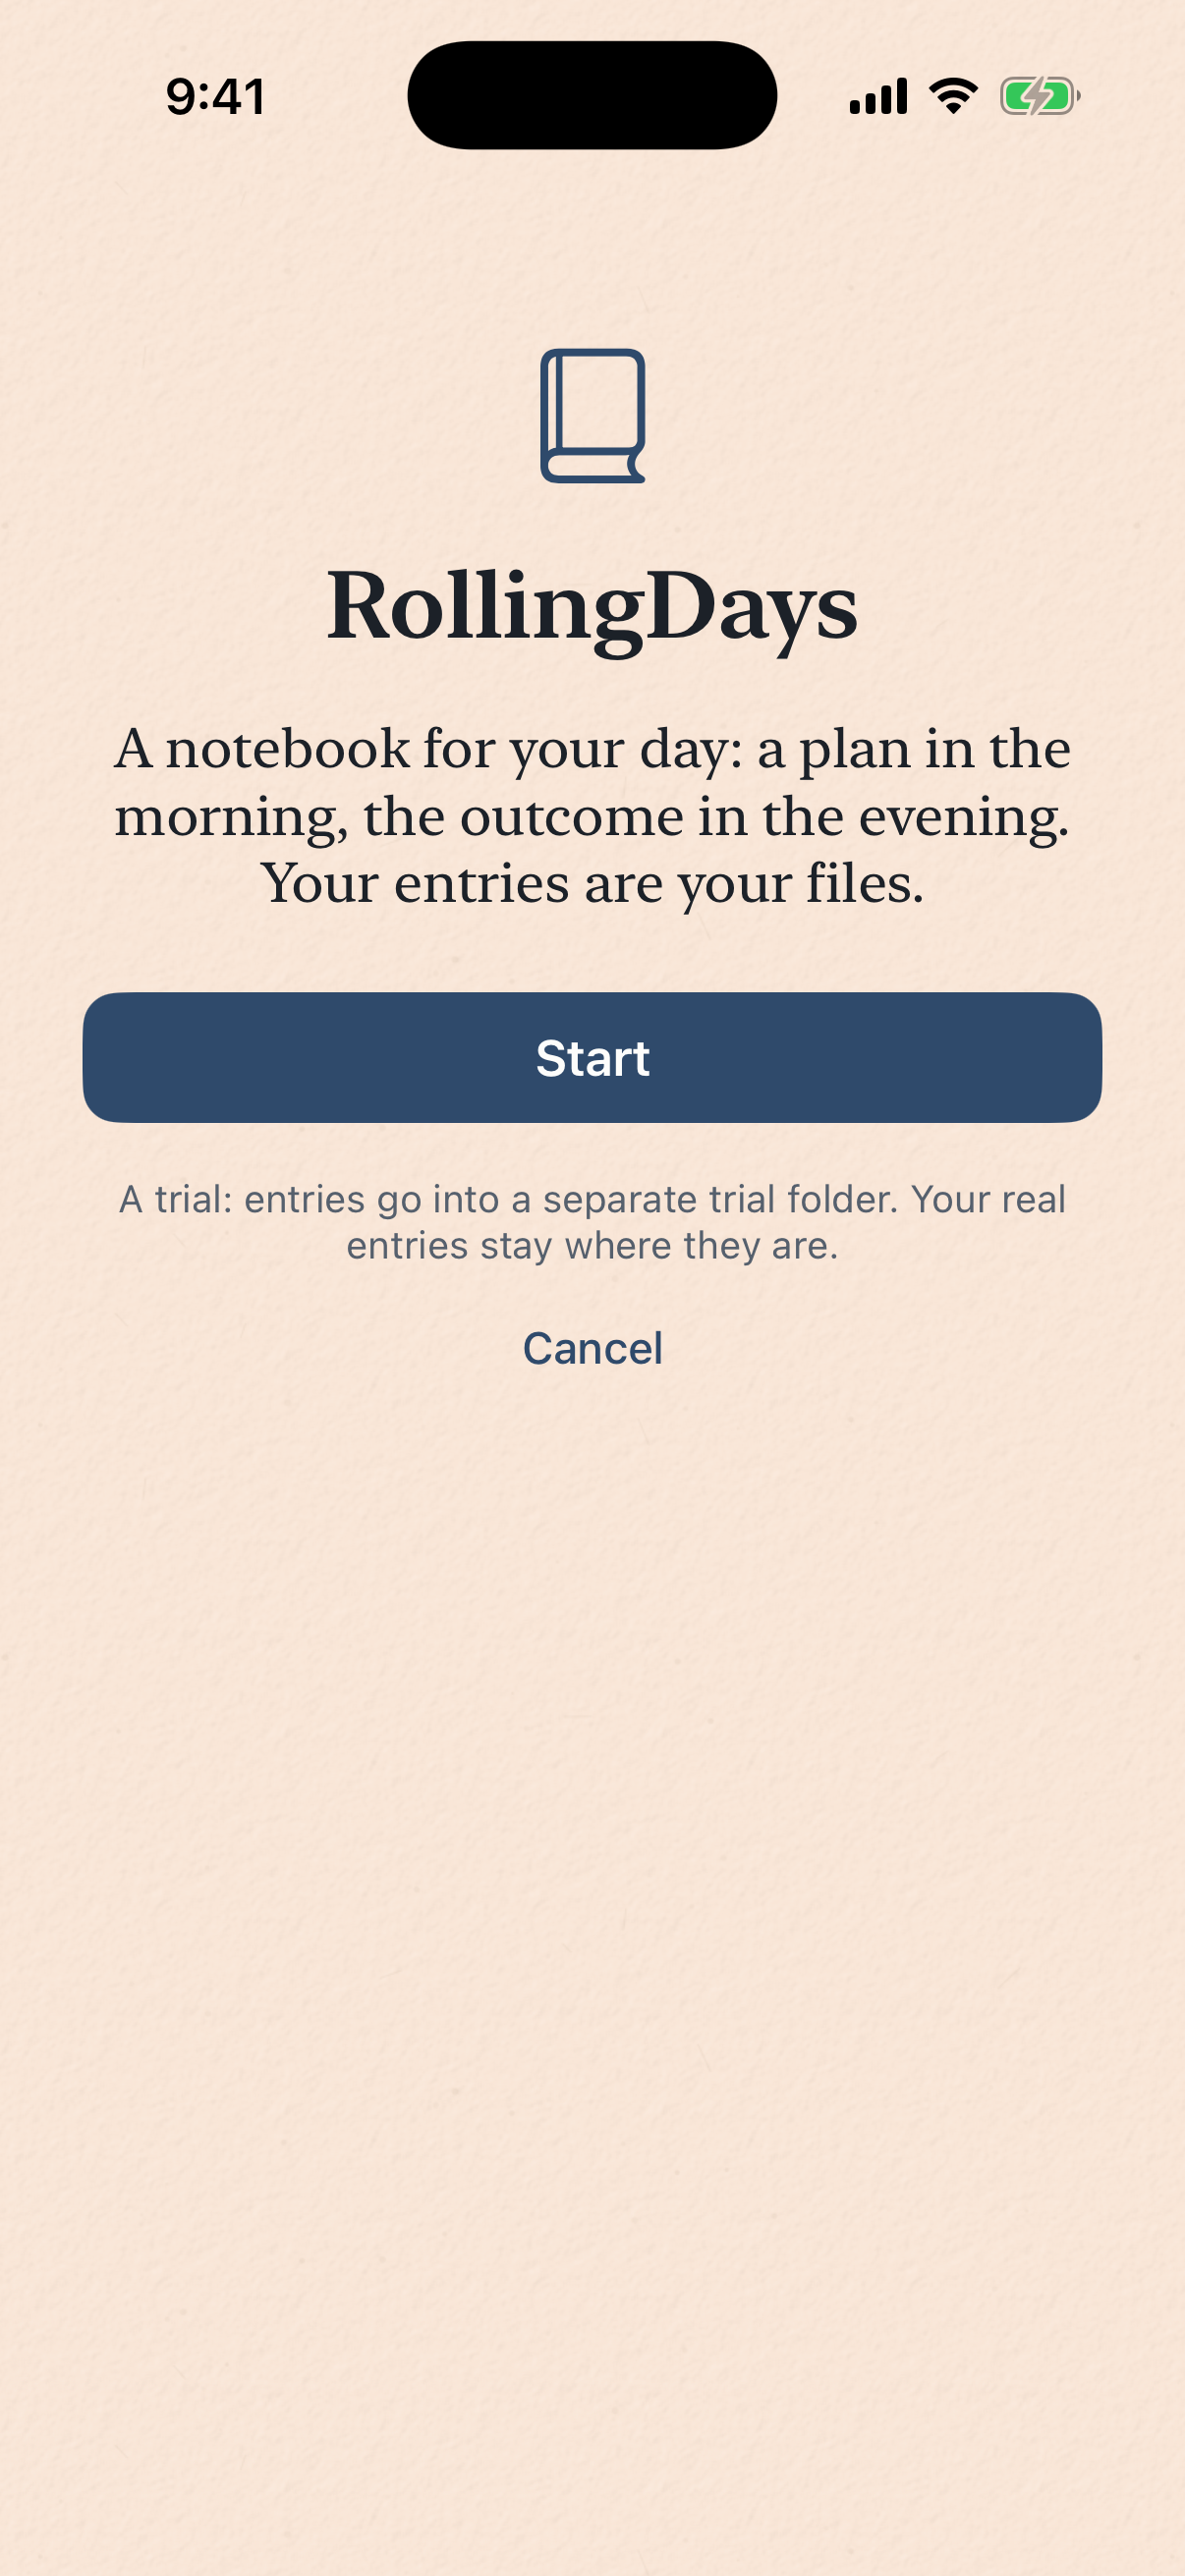 9:41
RollingDays
A notebook for your day: a plan in the
morning, the outcome in the evening.
Your entries are your files.
Start
A trial: entries go into a separate trial folder. Your real
entries stay where they are.
Cancel